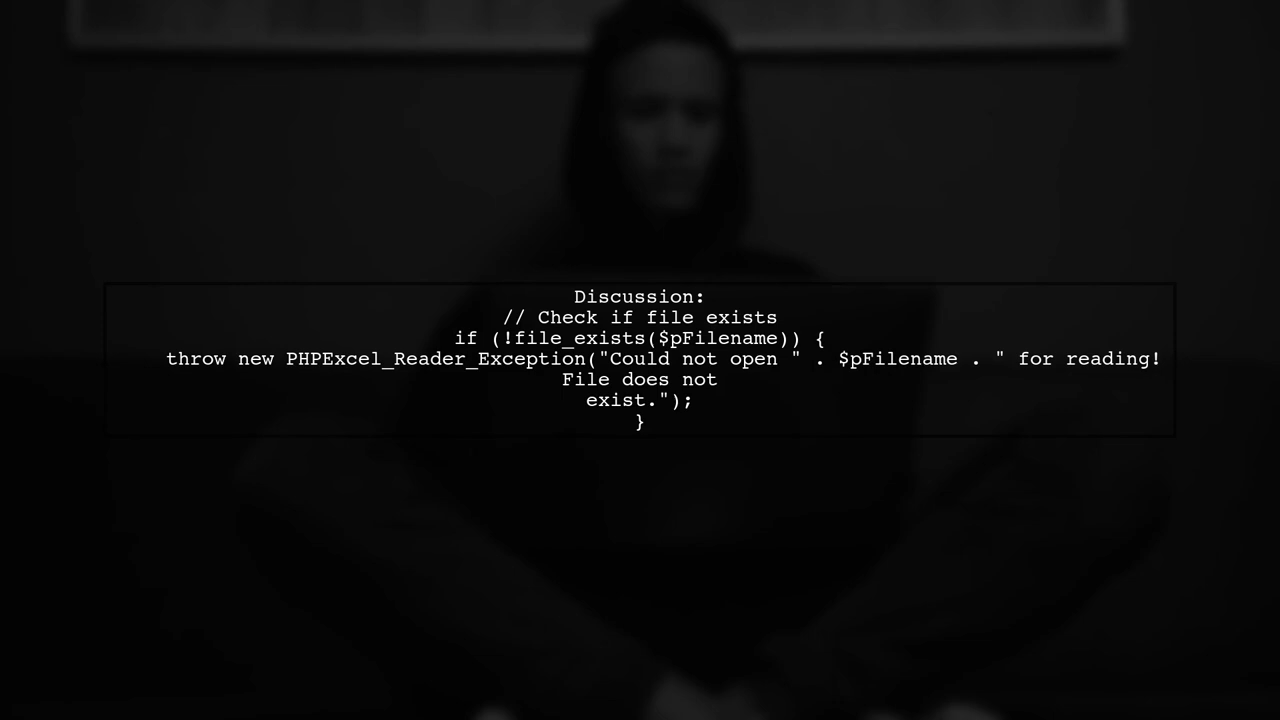 Discussion:
// Check if file exists
if (!file_exists($pFilename)) {
throw new PHPExcel_Reader_Exception("Could not open " . $pFilename . " for reading!
File does not
exist.");
}